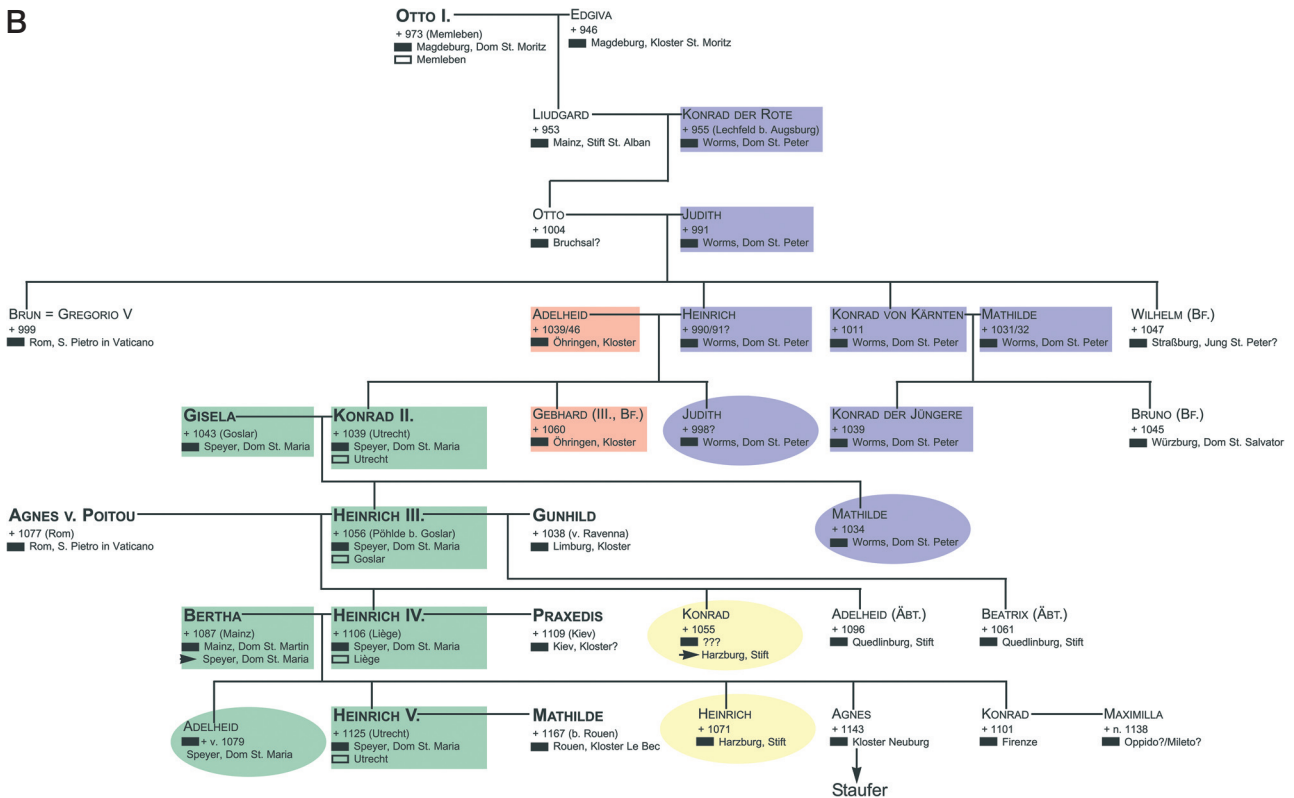 B
OTTO I.
+ 973 (Memleben)
Magdeburg, Dom St. Moritz
Memleben
EDGIVA
+ 946
Magdeburg, Kloster St. Moritz
LIUDGARD
+ 953
Mainz, Stift St. Alban
KONRAD DER ROTE
+ 955 (Lechfeld b. Augsburg)
Worms, Dom St. Peter
OTTO
+ 1004
Bruchsal?
JUDITH
+ 991
Worms, Dom St. Peter
BRUN = GREGORIO V
+ 999
Rom, S. Pietro in Vaticano
ADELHEID
+ 1039/46
Öhringen, Kloster
HEINRICH
+ 990/91?
Worms, Dom St. Peter
KONRAD VON KÄRNTEN
+ 1011
Worms, Dom St. Peter
MATHILDE
+ 1031/32
Worms, Dom St. Peter
WILHELM (BF.)
+ 1047
Straßburg, Jung St. Peter?
GISELA
+ 1043 (Goslar)
Speyer, Dom St. Maria
KONRAD II.
+ 1039 (Utrecht)
Speyer, Dom St. Maria
Utrecht
GEBHARD (III., BF.)
+ 1060
Öhringen, Kloster
JUDITH
+ 998?
Worms, Dom St. Peter
KONRAD DER JÜNGERE
+ 1039
Worms, Dom St. Peter
BRUNO (BF.)
+ 1045
Würzburg, Dom St. Salvator
AGNES V. POITOU
+ 1077 (Rom)
Rom, S. Pietro in Vaticano
HEINRICH III.
+ 1056 (Pöhlde b. Goslar)
Speyer, Dom St. Maria
Goslar
GUNHILD
+ 1038 (v. Ravenna)
Limburg, Kloster
MATHILDE
+ 1034
Worms, Dom St. Peter
BERTHA
+ 1087 (Mainz)
Mainz, Dom St. Martin
Speyer, Dom St. Maria
HEINRICH IV.
+ 1106 (Liège)
Speyer, Dom St. Maria
Liège
PRAXEDIS
+ 1109 (Kiev)
Kiev, Kloster?
KONRAD
+ 1055
???
Harzburg, Stift
ADELHEID (ÄBT.)
+ 1096
Quedlinburg, Stift
BEATRIX (ÄBT.)
+ 1061
Quedlinburg, Stift
ADELHEID
+ v. 1079
Speyer, Dom St. Maria
HEINRICH V.
+ 1125 (Utrecht)
Speyer, Dom St. Maria
Utrecht
MATHILDE
+ 1167 (b. Rouen)
Rouen, Kloster Le Bec
HEINRICH
+ 1071
Harzburg, Stift
AGNES
+ 1143
Kloster Neuburg
KONRAD
+ 1101
Firenze
MAXIMILLA
+ n. 1138
Oppido?/Mileto?
Staufer